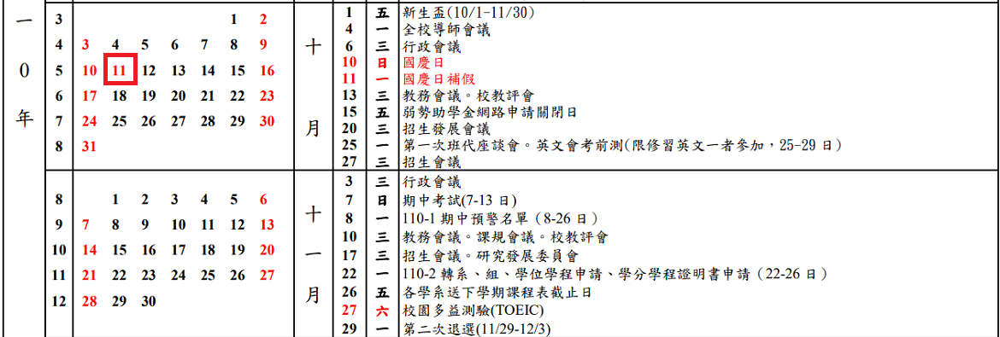 一0年
3 1 2
4 3 4 5 6 7 8 9
5 10 11 12 13 14 15 16
6 17 18 19 20 21 22 23
7 24 25 26 27 28 29 30
8 31
十月
1 五 新生盃(10/1-11/30)
4 一 全校導師會議
6 三 行政會議
10 日 國慶日
11 一 國慶日補假
13 三 教務會議。校教評會
15 五 弱勢助學金網路申請關閉日
20 三 招生發展會議
25 一 第一次班代座談會。英文會考前測(限修習英文一者參加，25-29 日)
27 三 招生會議
8 1 2 3 4 5 6
9 7 8 9 10 11 12 13
10 14 15 16 17 18 19 20
11 21 22 23 24 25 26 27
12 28 29 30
十一月
3 三 行政會議
7 日 期中考試(7-13 日)
8 一 110-1 期中預警名單（8-26 日）
10 三 教務會議。課規會議。校教評會
17 三 招生會議。研究發展委員會
22 一 110-2 轉系、組、學位學程申請、學分學程證明書申請（22-26 日）
26 五 各學系送下學期課程表截止日
27 六 校園多益測驗(TOEIC)
29 一 第二次退選(11/29-12/3)